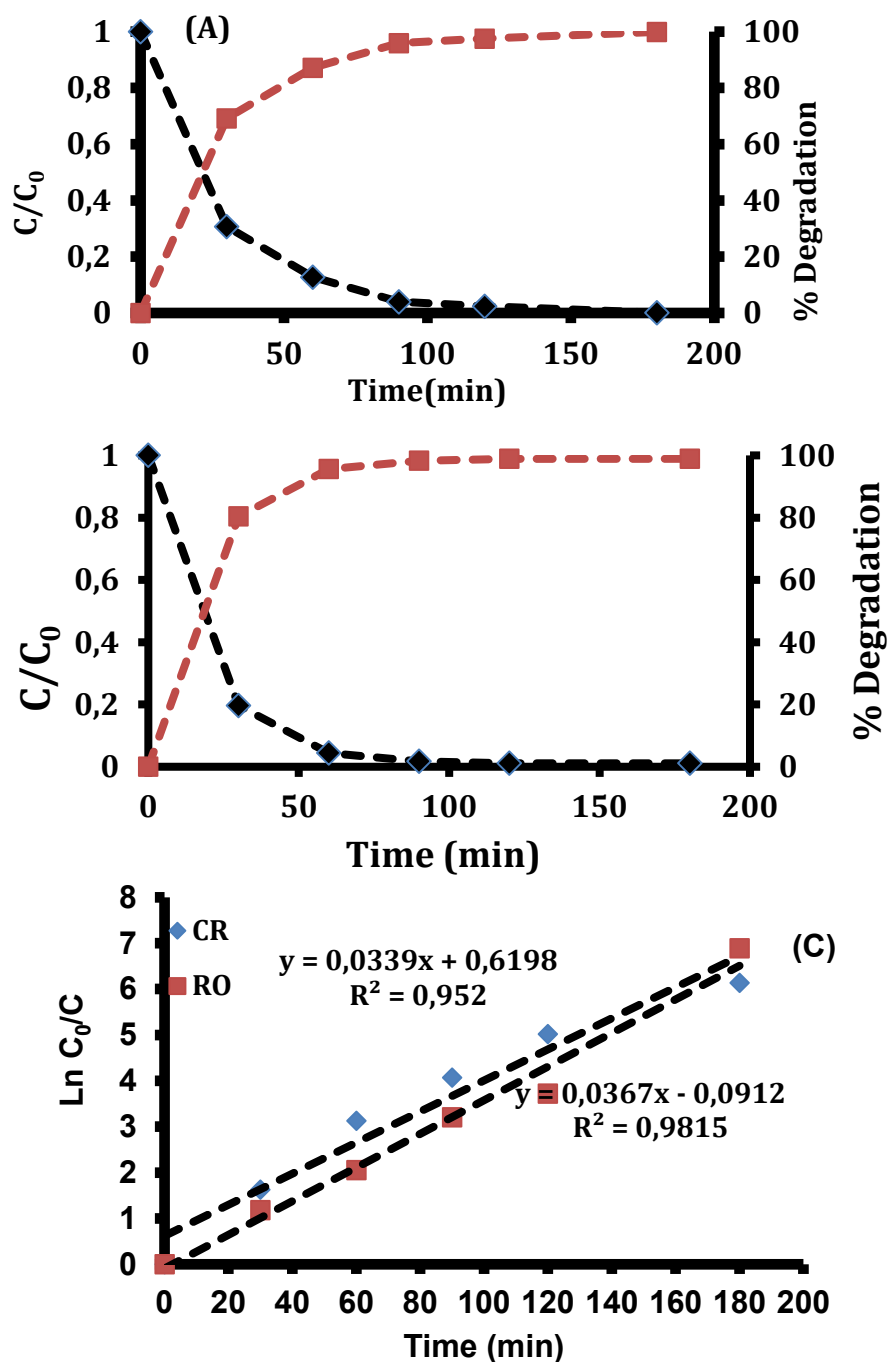 (A)
1
0,8
0,6
0,4
0,2
0
C/C₀
100
80
60
40
20
0
% Degradation
0 50 100 150 200
Time(min)
1
0,8
0,6
0,4
0,2
0
C/C₀
100
80
60
40
20
0
% Degradation
0 50 100 150 200
Time (min)
8
7
6
5
4
3
2
1
0
Ln C₀/C
CR
RO
y = 0,0339x + 0,6198
R² = 0,952
(C)
y = 0,0367x - 0,0912
R² = 0,9815
0 20 40 60 80 100 120 140 160 180 200
Time (min)